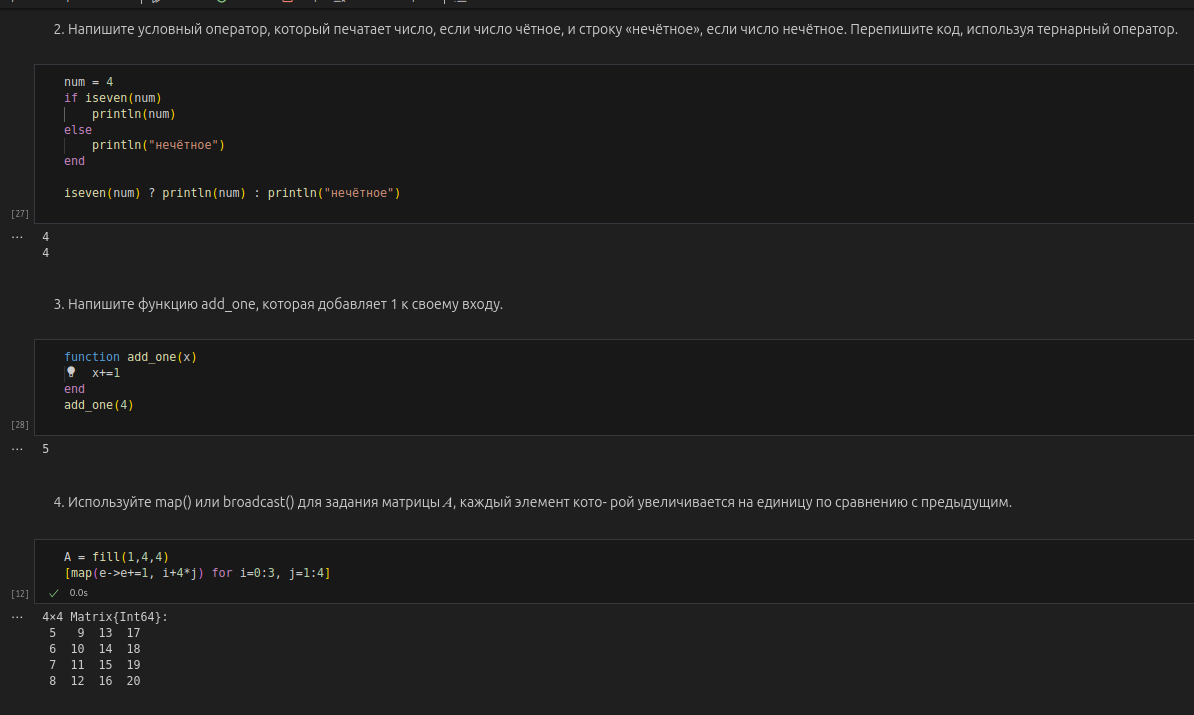 2. Напишите условный оператор, который печатает число, если число чётное, и строку «нечётное», если число нечётное. Перепишите код, используя тернарный оператор.
num = 4
if iseven(num)
    println(num)
else
    println("нечётное")
end
iseven(num) ? println(num) : println("нечётное")
[27]
... 4
4
3. Напишите функцию add_one, которая добавляет 1 к своему входу.
function add_one(x)
    x+=1
end
add_one(4)
[28]
... 5
4. Используйте map() или broadcast() для задания матрицы A, каждый элемент кото- рой увеличивается на единицу по сравнению с предыдущим.
A = fill(1,4,4)
[map(e->e+=1, i+4*j) for i=0:3, j=1:4]
[12] ✓ 0.0s
... 4×4 Matrix{Int64}:
5 9 13 17
6 10 14 18
7 11 15 19
8 12 16 20